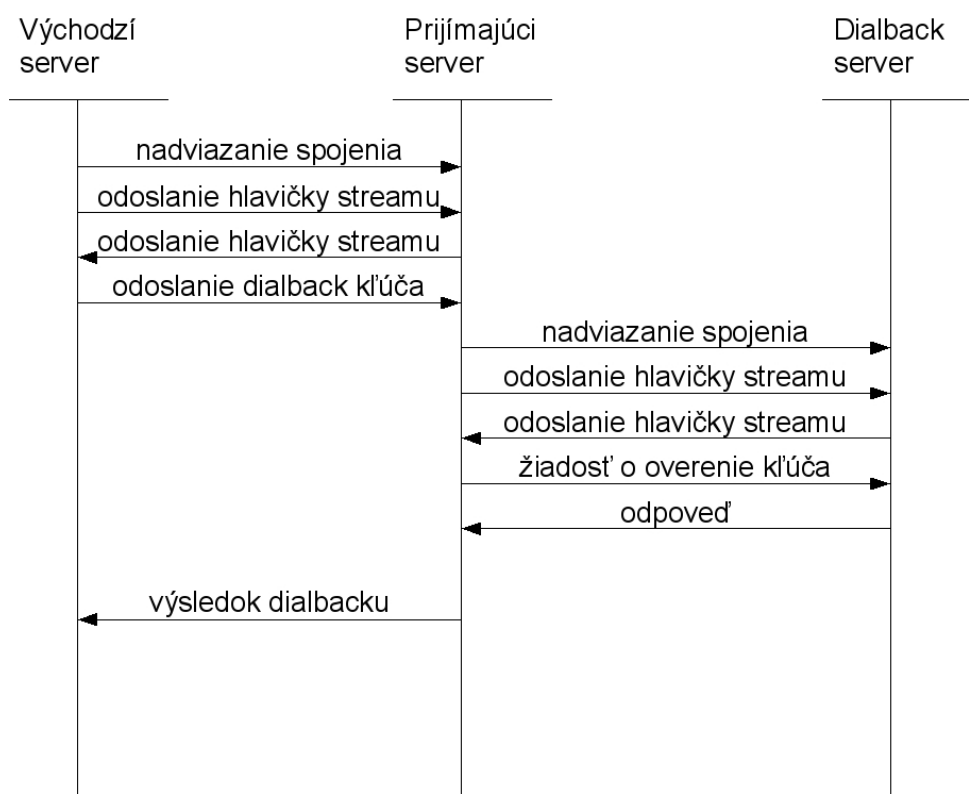 Východzí
server
Prijímajúci
server
Dialback
server
nadviazanie spojenia
odoslanie hlavičky streamu
odoslanie hlavičky streamu
odoslanie dialback kľúča
nadviazanie spojenia
odoslanie hlavičky streamu
odoslanie hlavičky streamu
žiadosť o overenie kľúča
odpoveď
výsledok dialbacku